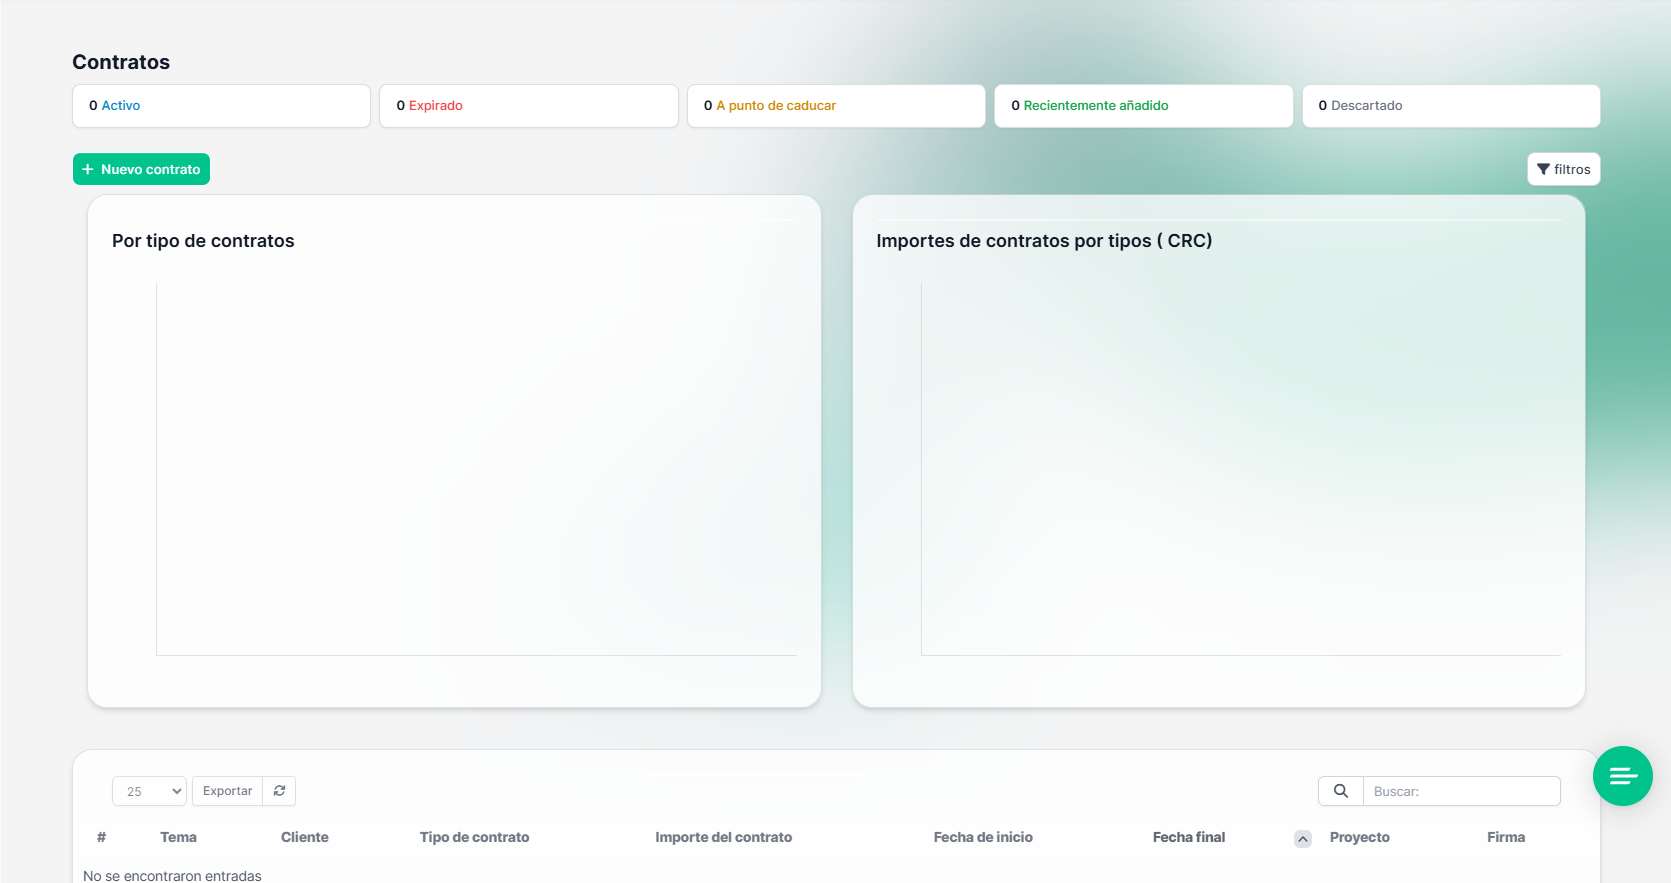 Contratos
0 Activo
0 Expirado
0 A punto de caducar
0 Recientemente añadido
0 Descartado
Nuevo contrato
filtros
Por tipo de contratos
Importes de contratos por tipos ( CRC)
25
Exportar
Buscar:
# Tema Cliente Tipo de contrato Importe del contrato Fecha de inicio Fecha final Proyecto Firma
No se encontraron entradas